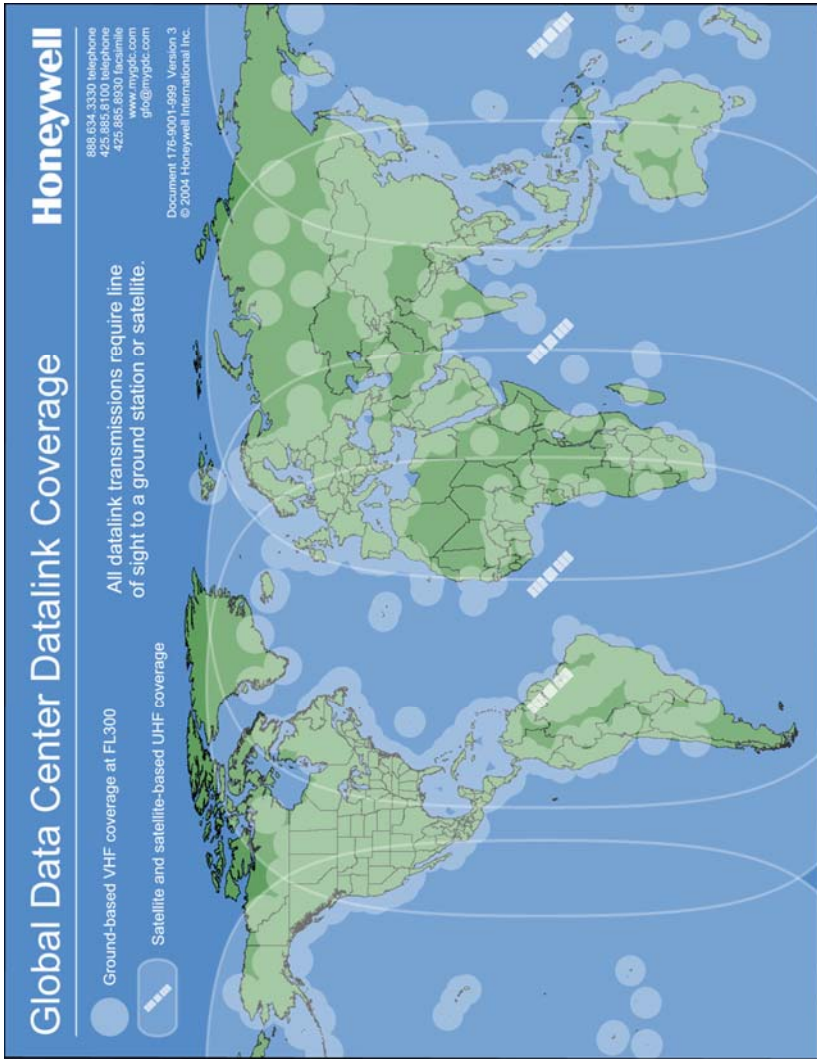 Global Data Center Datalink Coverage
Honeywell
Ground-based VHF coverage at FL300
Satellite and satellite-based UHF coverage
All datalink transmissions require line
of sight to a ground station or satellite.
888.634.3330 telephone
425.885.8100 telephone
425.885.8930 facsimile
www.mygdc.com
gfo@mygdc.com
Document 176-9001-999 Version 3
© 2004 Honeywell International Inc.